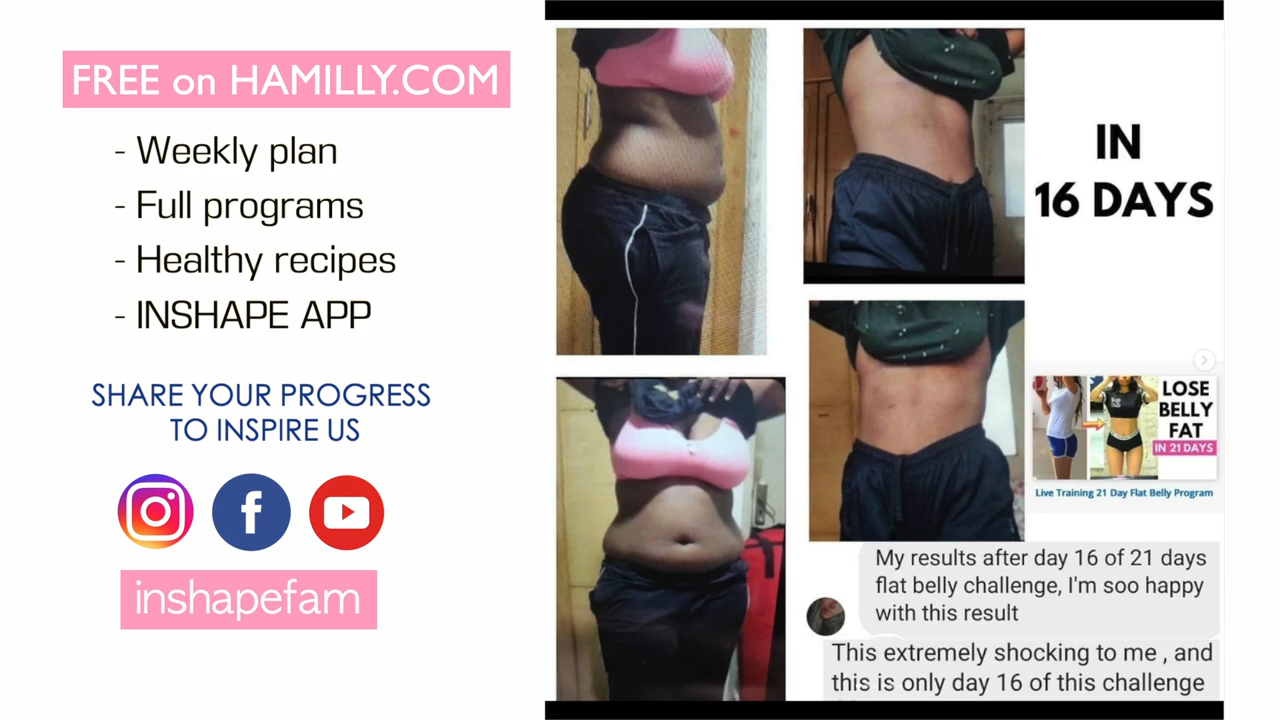 FREE on HAMILLY.COM
- Weekly plan
- Full programs
- Healthy recipes
- INSHAPE APP
SHARE YOUR PROGRESS
TO INSPIRE US
inshapefam
IN
16 DAYS
LOSE
BELLY
FAT
IN 21 DAYS
Live Training 21 Day Flat Belly Program
My results after day 16 of 21 days
flat belly challenge, I'm soo happy
with this result
This extremely shocking to me , and
this is only day 16 of this challenge